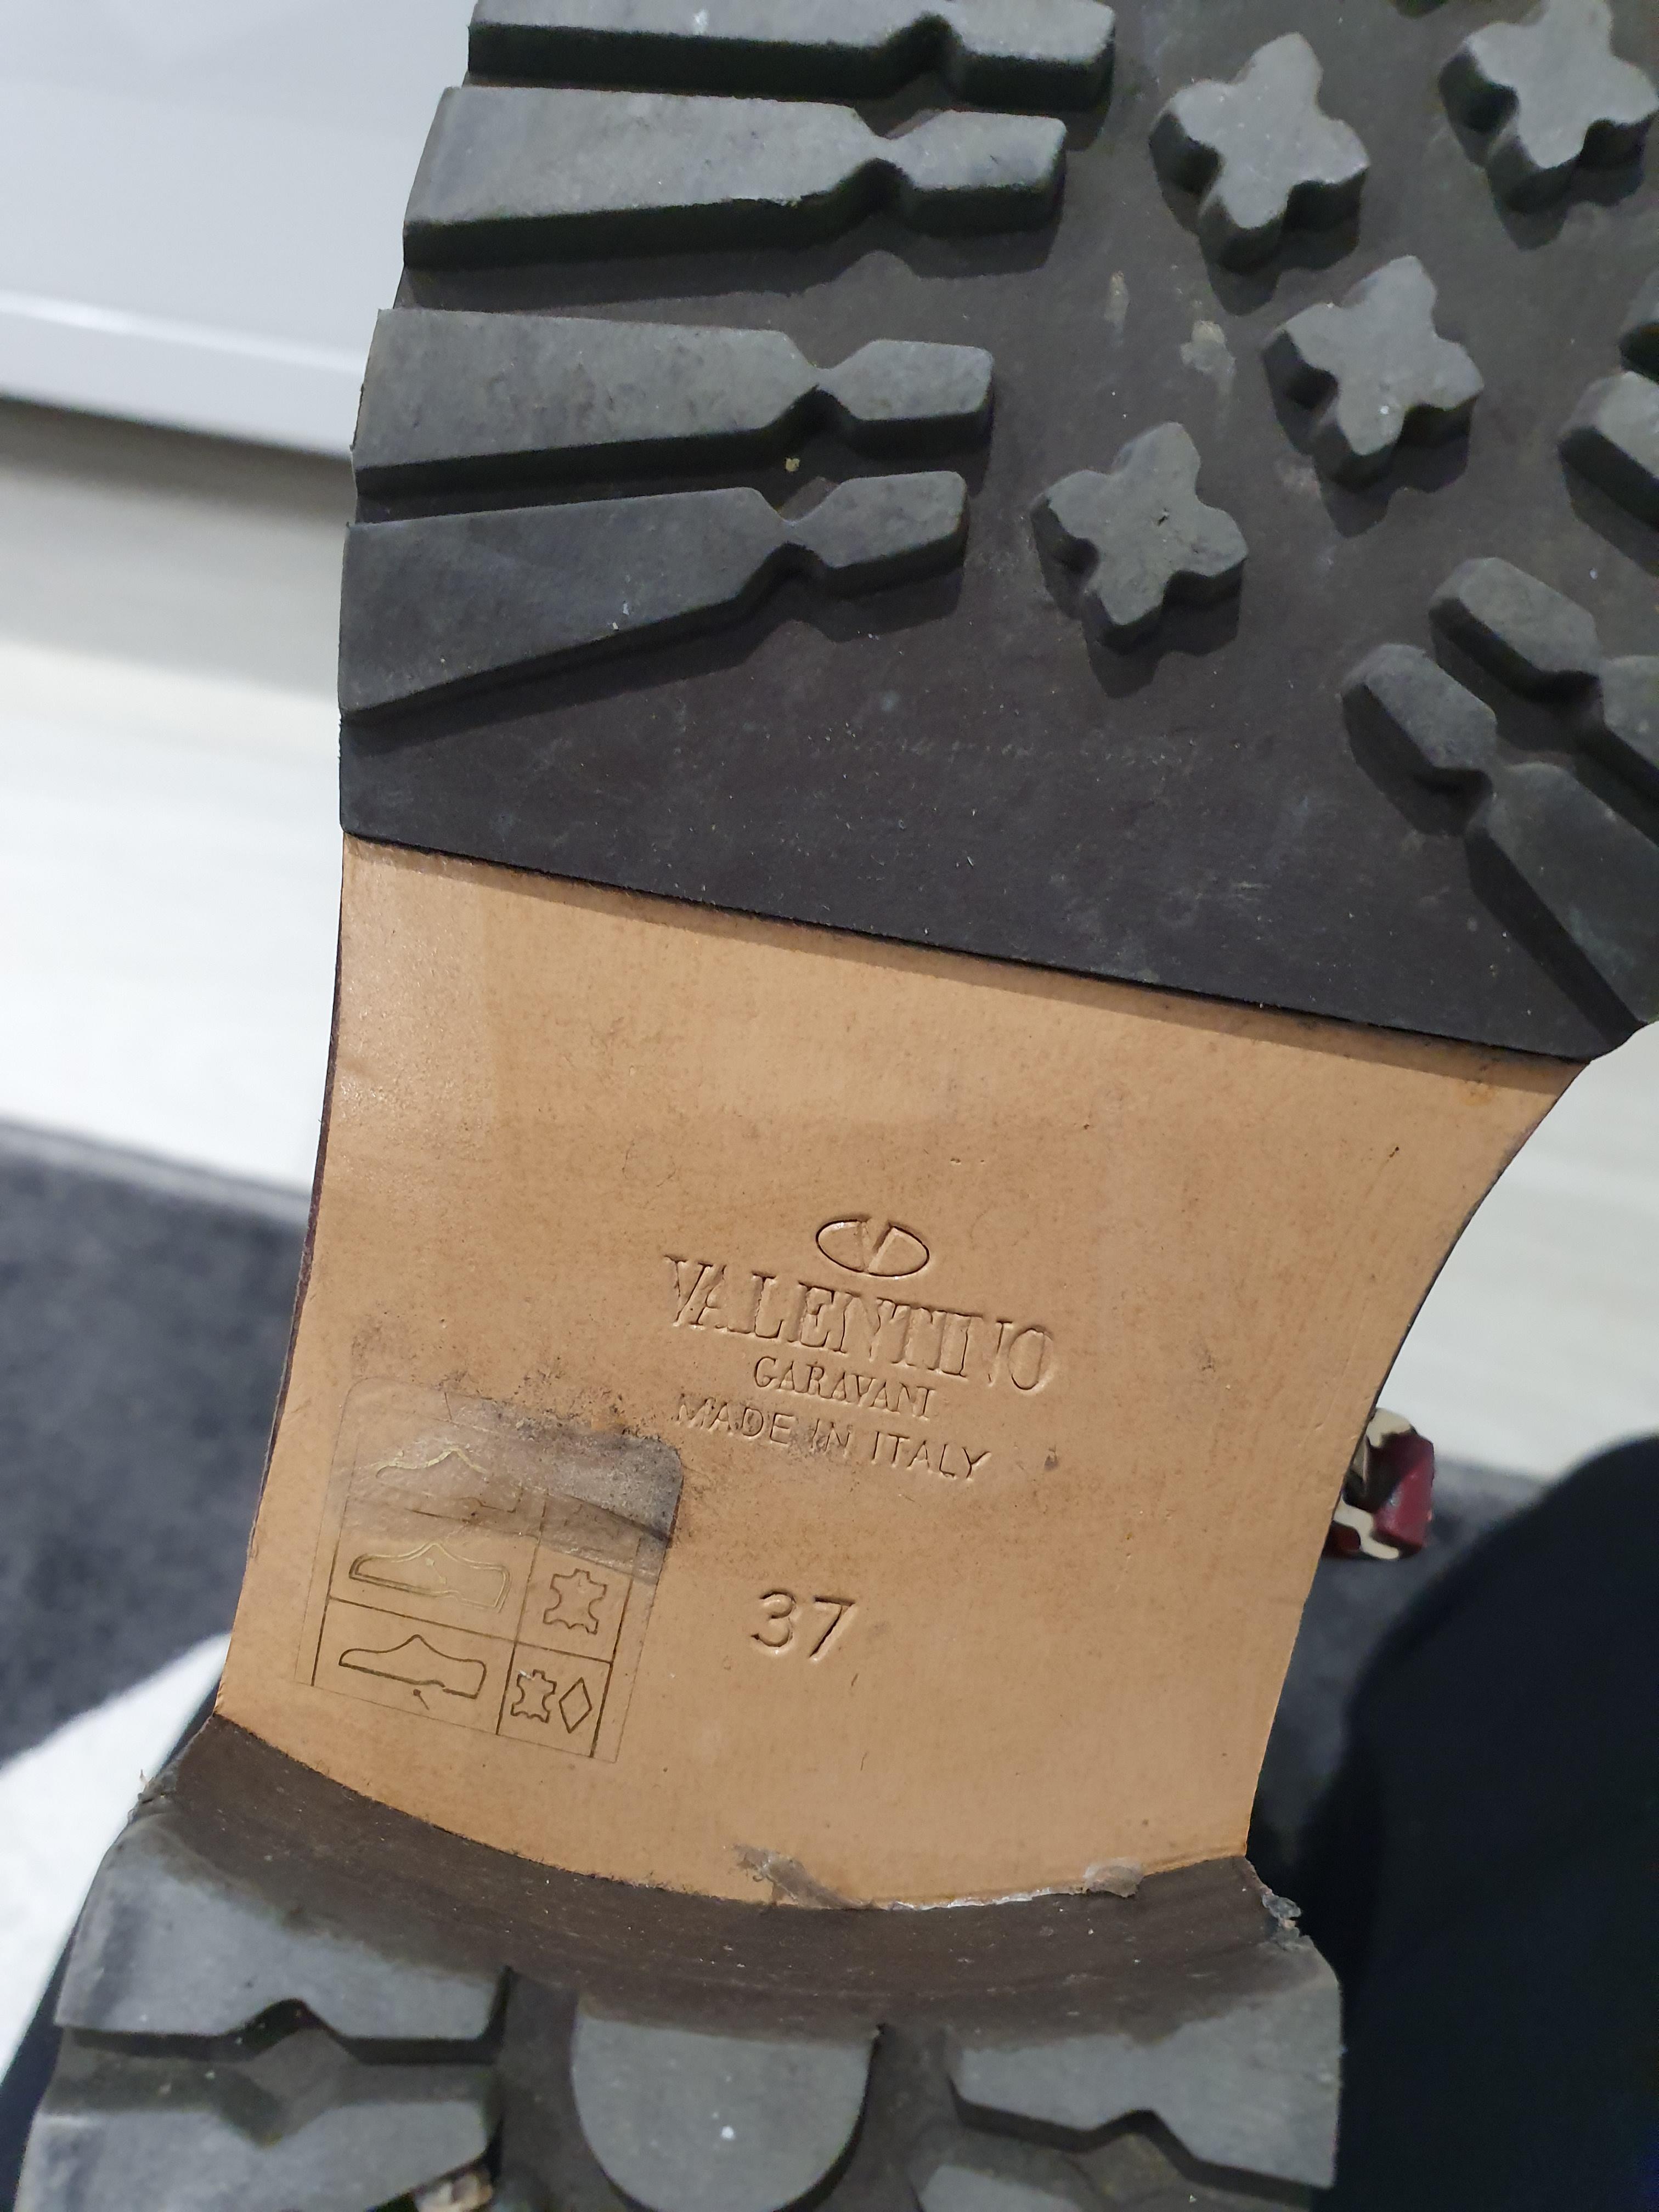 VALENTINO
GARAVANI
MADE IN ITALY
37